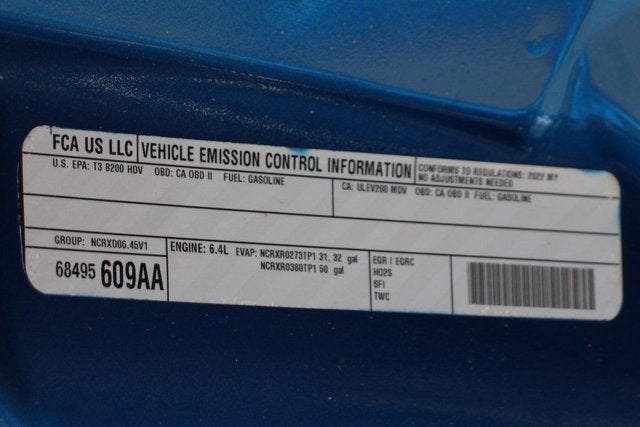 FCA US LLC VEHICLE EMISSION CONTROL INFORMATION
CONFORMS TO REGULATIONS: 2022 MY
NO ADJUSTMENTS NEEDED
U.S. EPA: T3 B200 HDV OBD: CA OBD II FUEL: GASOLINE
CA: ULEV200 MDV OBD: CA OBD II FUEL: GASOLINE
GROUP: NCRXD06.45V1
68495 609AA
ENGINE: 6.4L EVAP: NCRXR0273TP1 31, 32 gal
NCRXR0380TP1 50 gal
EGR / EGRC
HO2S
SFI
TWC